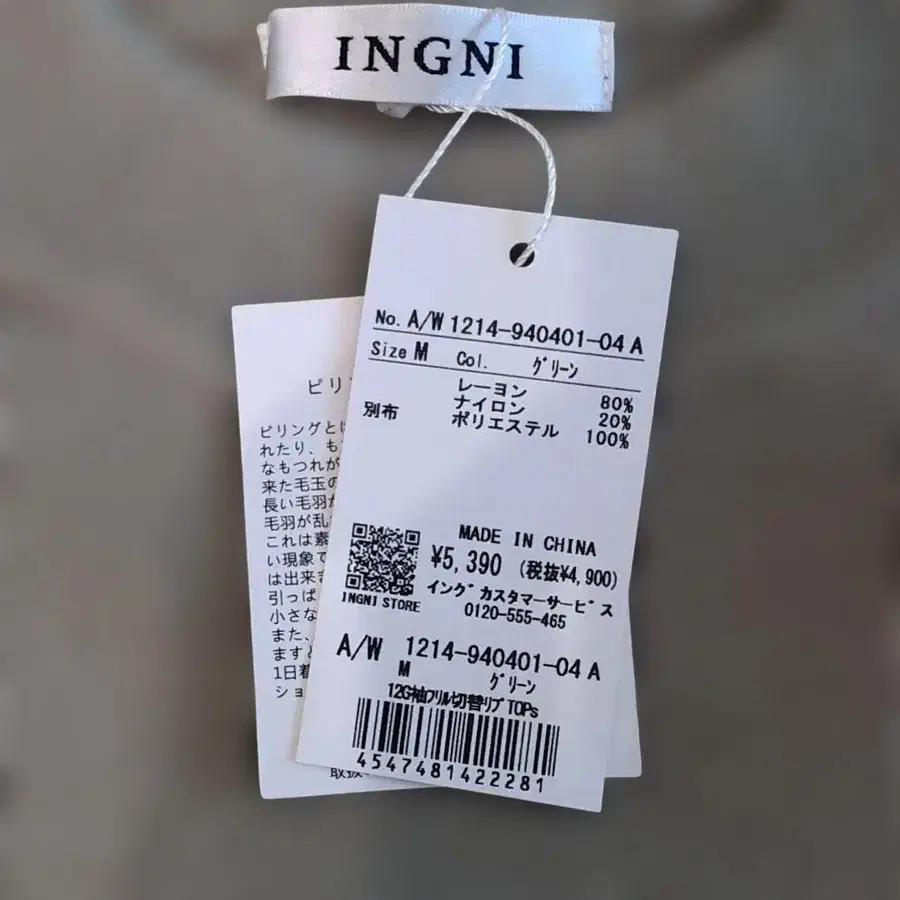 INGNI
No. A/W 1214-940401-04 A
Size M Col. グリーン
レーヨン 80%
ナイロン 20%
別布 ポリエステル 100%
MADE IN CHINA
¥5,390 (税抜¥4,900)
イング カスタマーサービス
0120-555-465
INGNI STORE
A/W 1214-940401-04 A
M グリーン
12G袖フリル切替リブTOPs
4547481422281
ピリン
ピリングとは
れたり、も
なもつれが
来た毛玉の
長い毛羽が
毛羽が乱
これは素
い現象で
は出来ま
引っぱ
小さな
また、
ますと
1日着
ショ
取扱